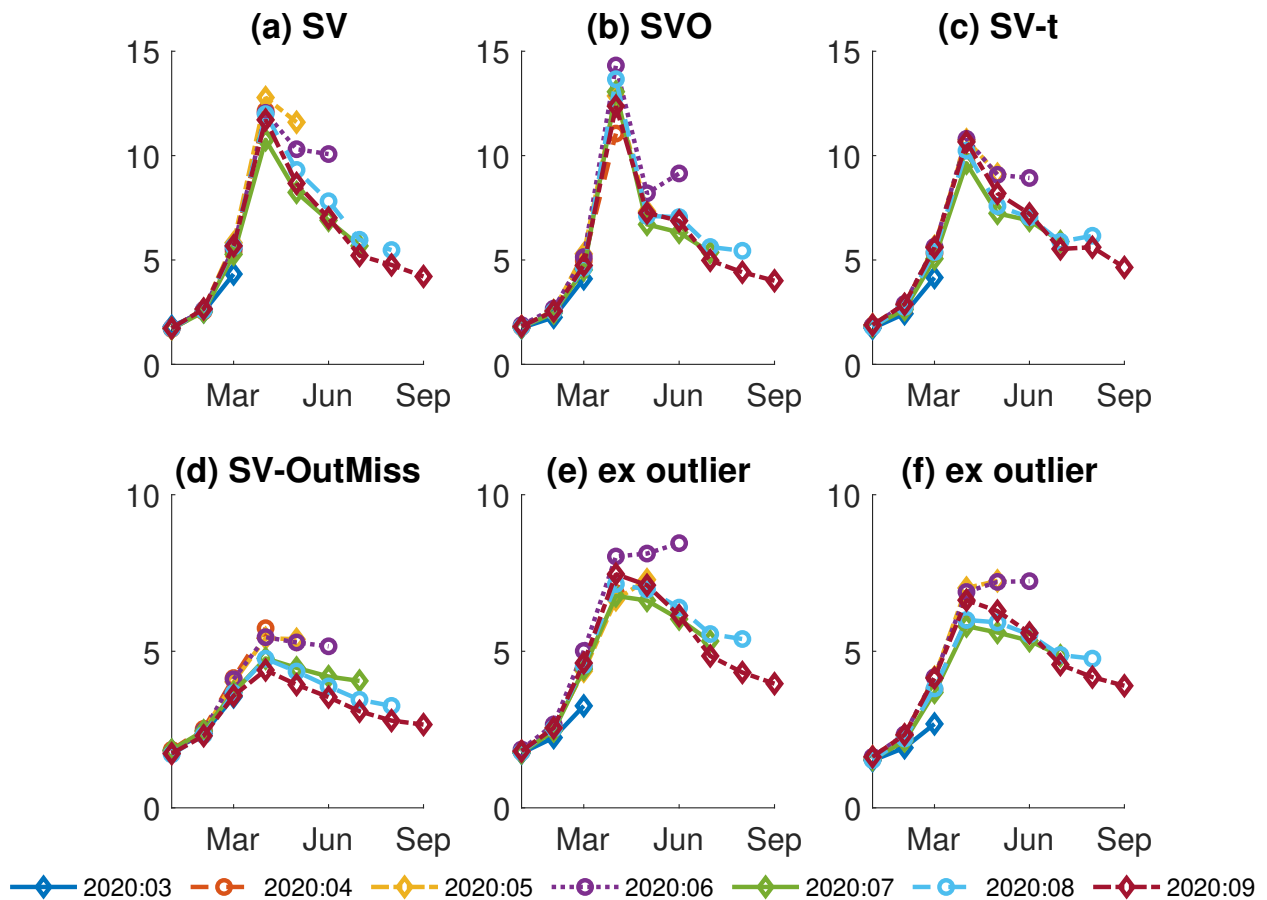 (a) SV
(b) SVO
(c) SV-t
15
10
5
0
Mar Jun Sep
15
10
5
0
Mar Jun Sep
15
10
5
0
Mar Jun Sep
(d) SV-OutMiss
(e) ex outlier
(f) ex outlier
10
5
0
Mar Jun Sep
10
5
0
Mar Jun Sep
10
5
0
Mar Jun Sep
2020:03 2020:04 2020:05 2020:06 2020:07 2020:08 2020:09